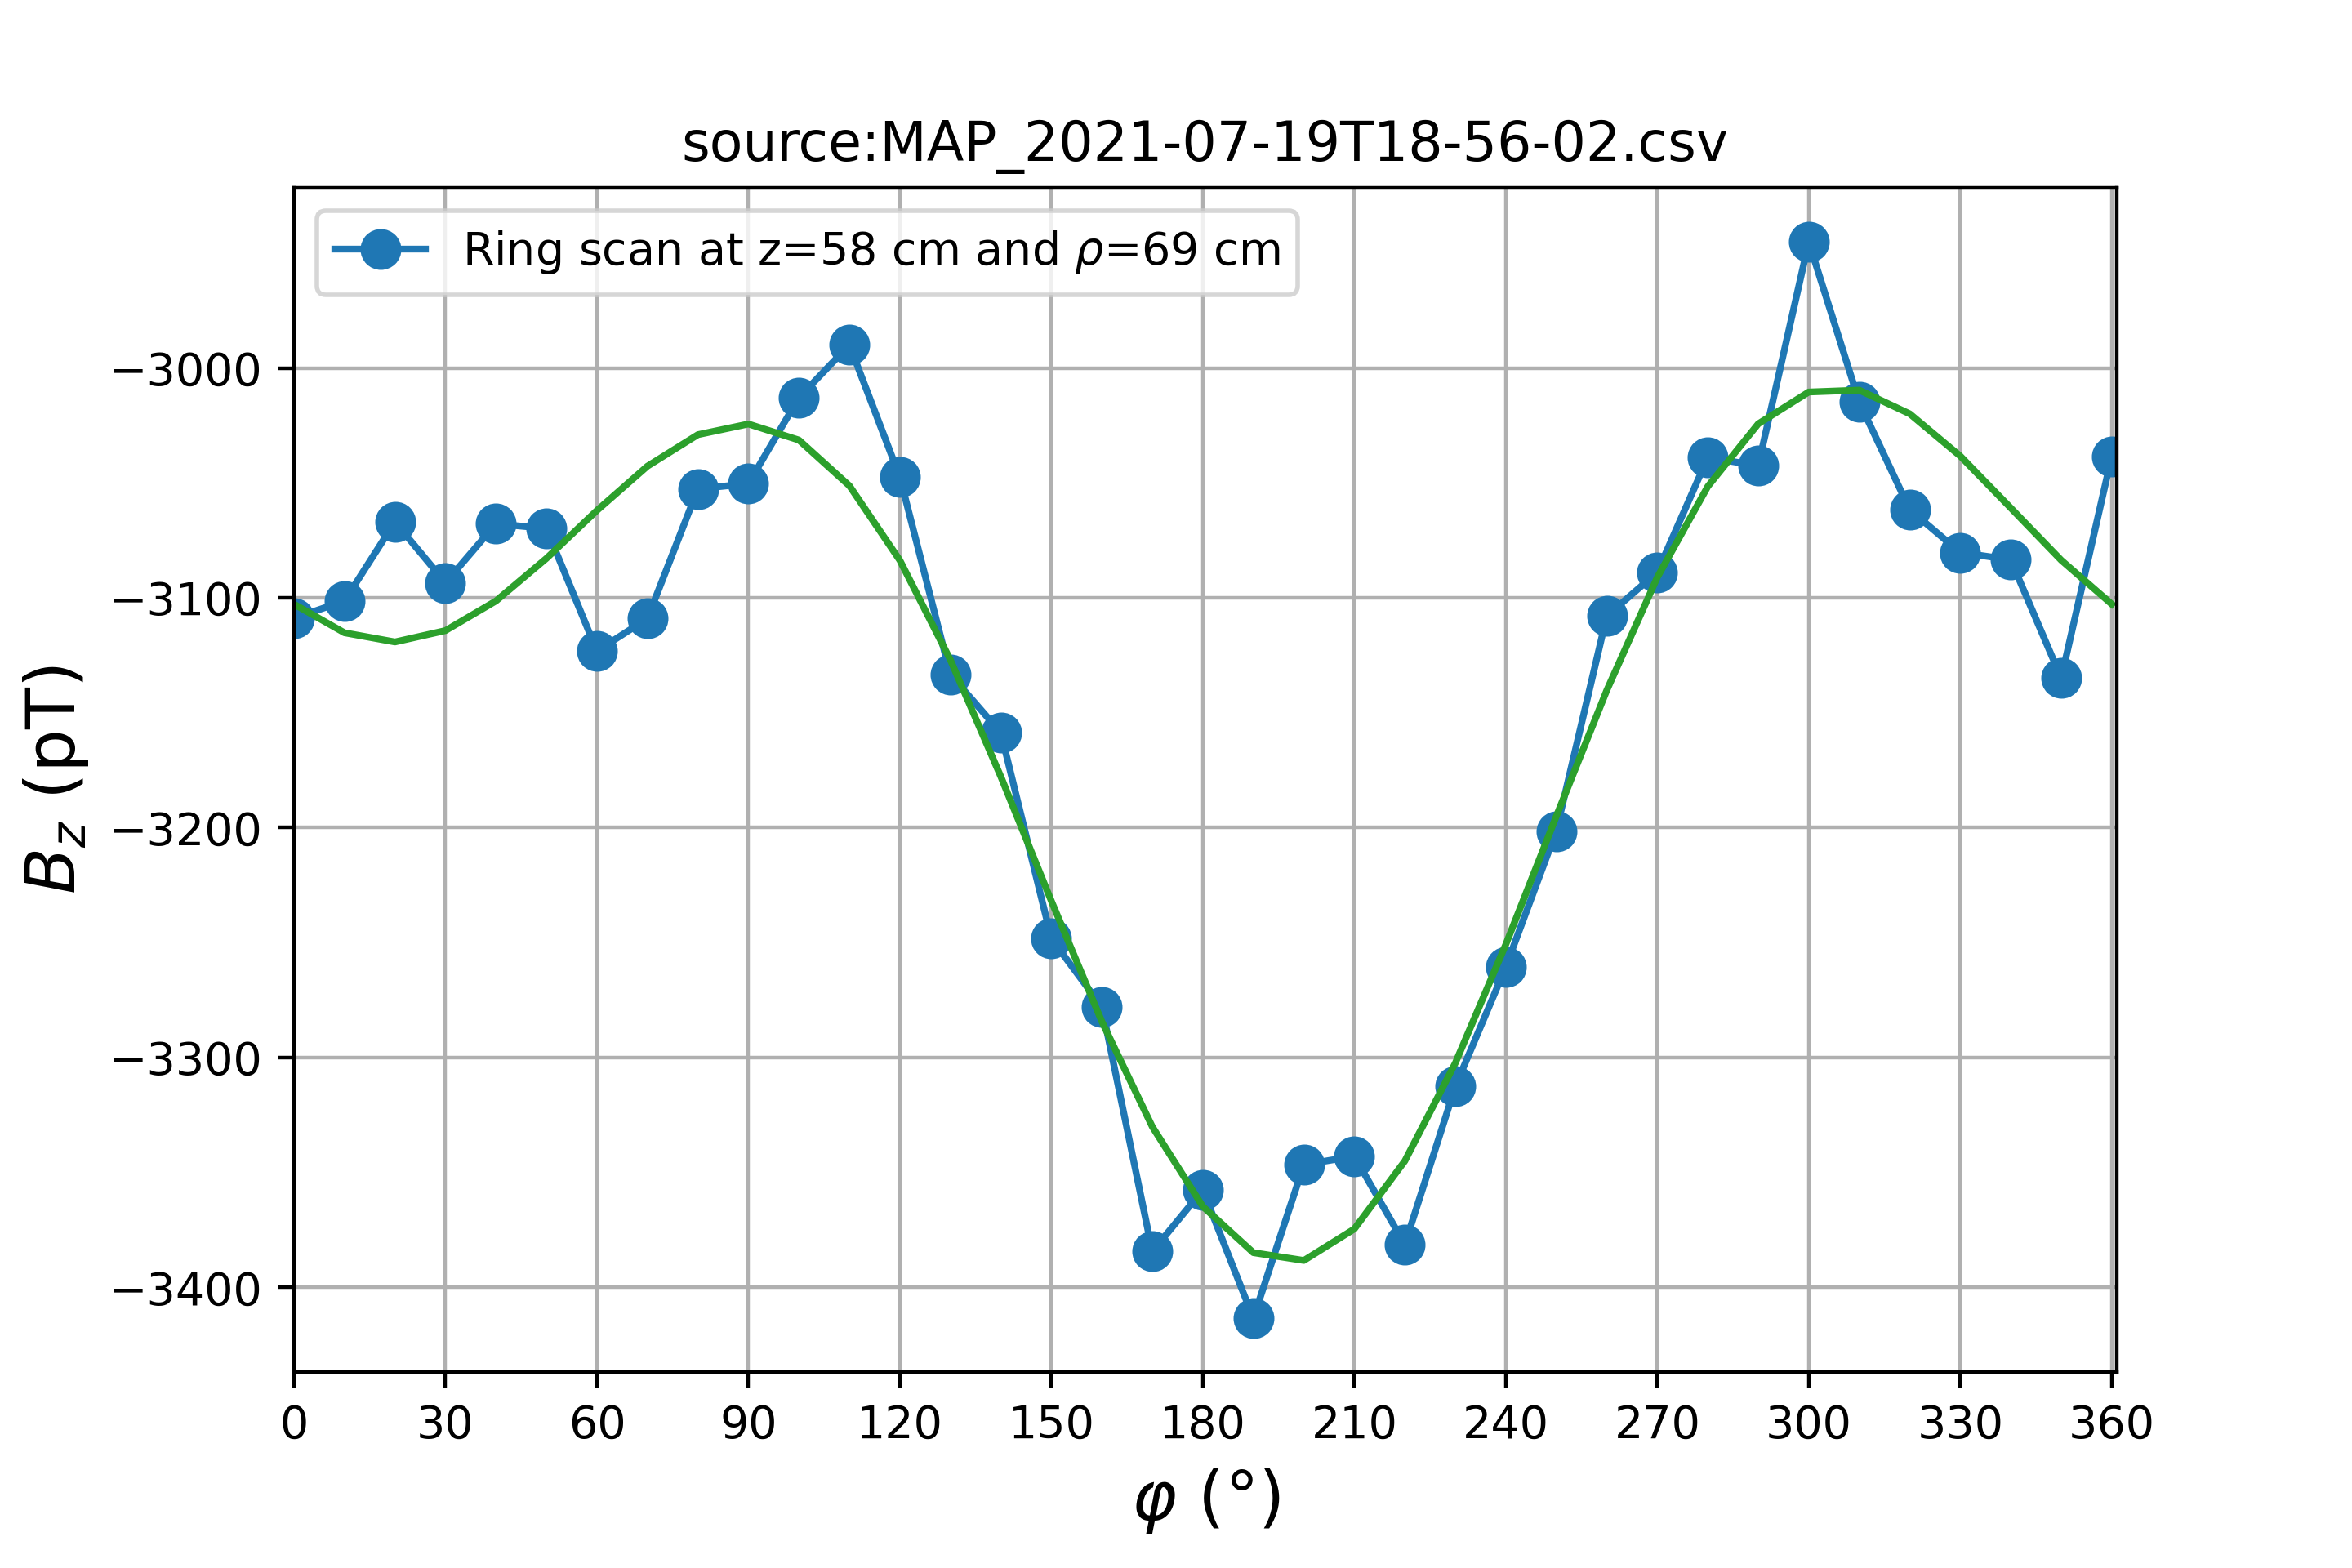 source:MAP_2021-07-19T18-56-02.csv
Ring scan at z=58 cm and ρ=69 cm
−3000
−3100
−3200
−3300
−3400
B_z (pT)
0 30 60 90 120 150 180 210 240 270 300 330 360
φ (°)